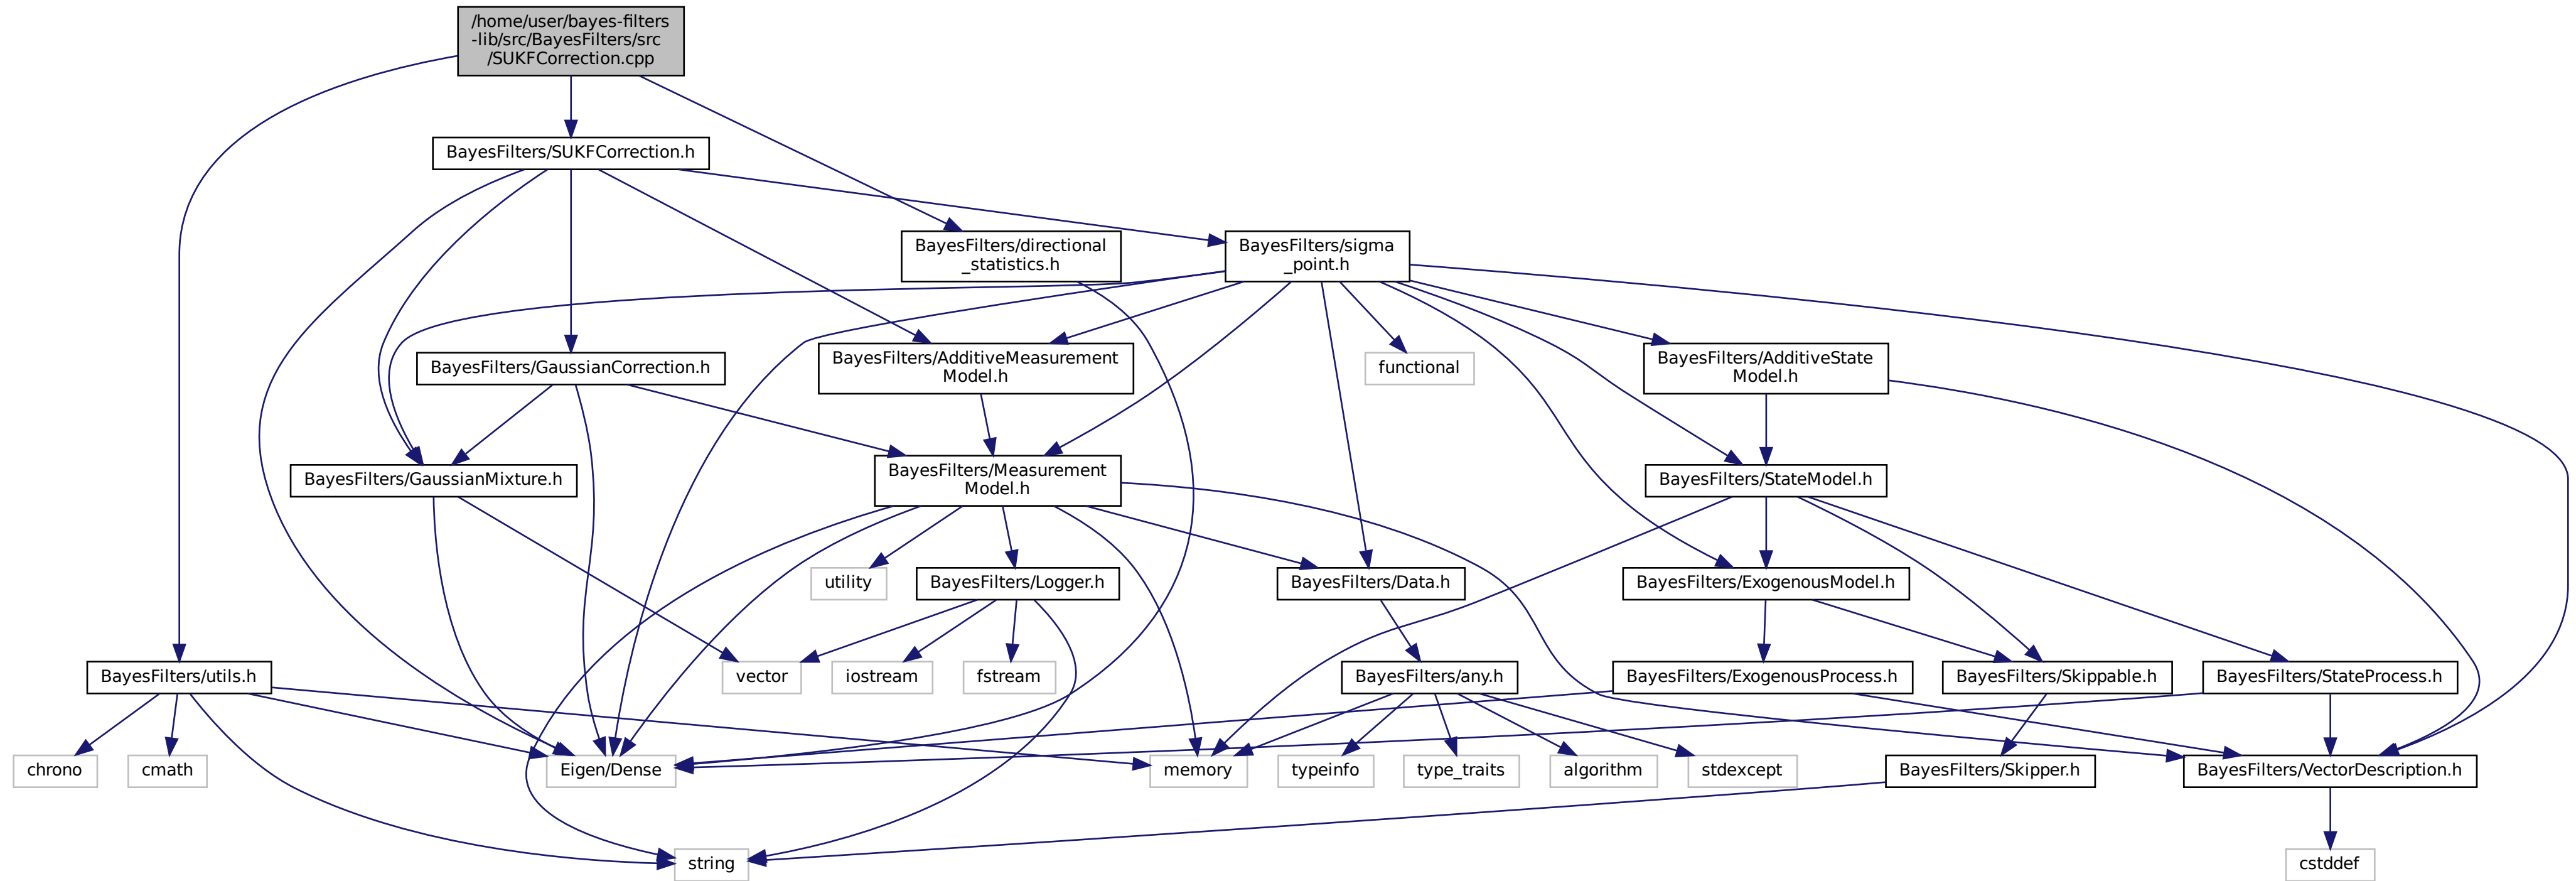 /home/user/bayes-filters
-lib/src/BayesFilters/src
/SUKFCorrection.cpp
BayesFilters/SUKFCorrection.h
BayesFilters/directional
_statistics.h
BayesFilters/sigma
_point.h
BayesFilters/GaussianCorrection.h
BayesFilters/AdditiveMeasurement
Model.h
functional
BayesFilters/AdditiveState
Model.h
BayesFilters/GaussianMixture.h
BayesFilters/Measurement
Model.h
BayesFilters/StateModel.h
utility
BayesFilters/Logger.h
BayesFilters/Data.h
BayesFilters/ExogenousModel.h
BayesFilters/utils.h
vector
iostream
fstream
BayesFilters/any.h
BayesFilters/ExogenousProcess.h
BayesFilters/Skippable.h
BayesFilters/StateProcess.h
chrono
cmath
Eigen/Dense
memory
typeinfo
type_traits
algorithm
stdexcept
BayesFilters/Skipper.h
BayesFilters/VectorDescription.h
string
cstddef